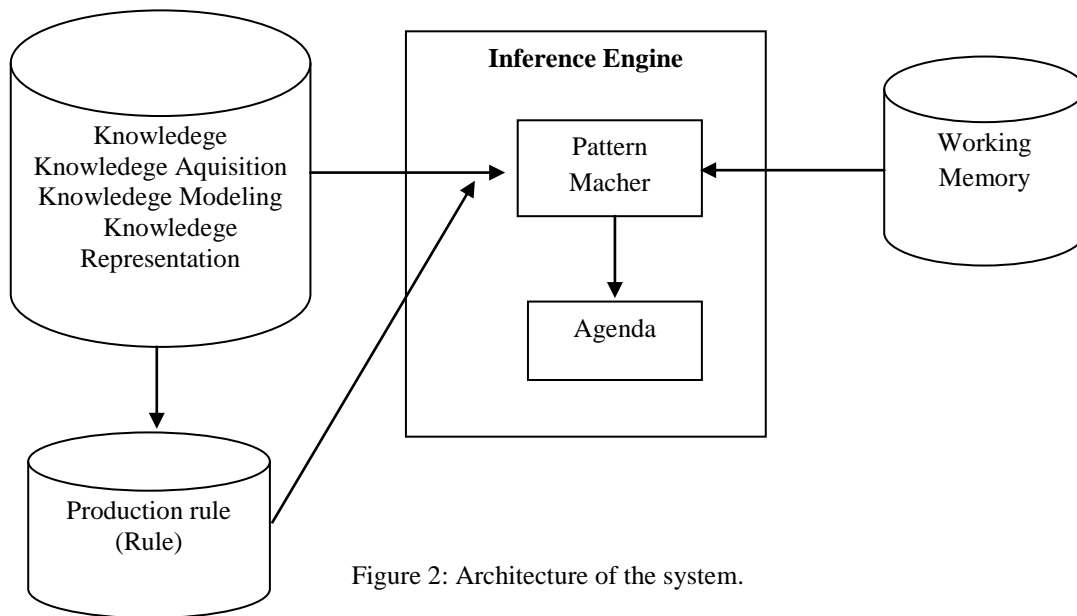 Knowledege
Knowledege Aquisition
Knowledege Modeling
Knowledege
Representation
Inference Engine
Pattern
Macher
Agenda
Working
Memory
Production rule
(Rule)
Figure 2: Architecture of the system.